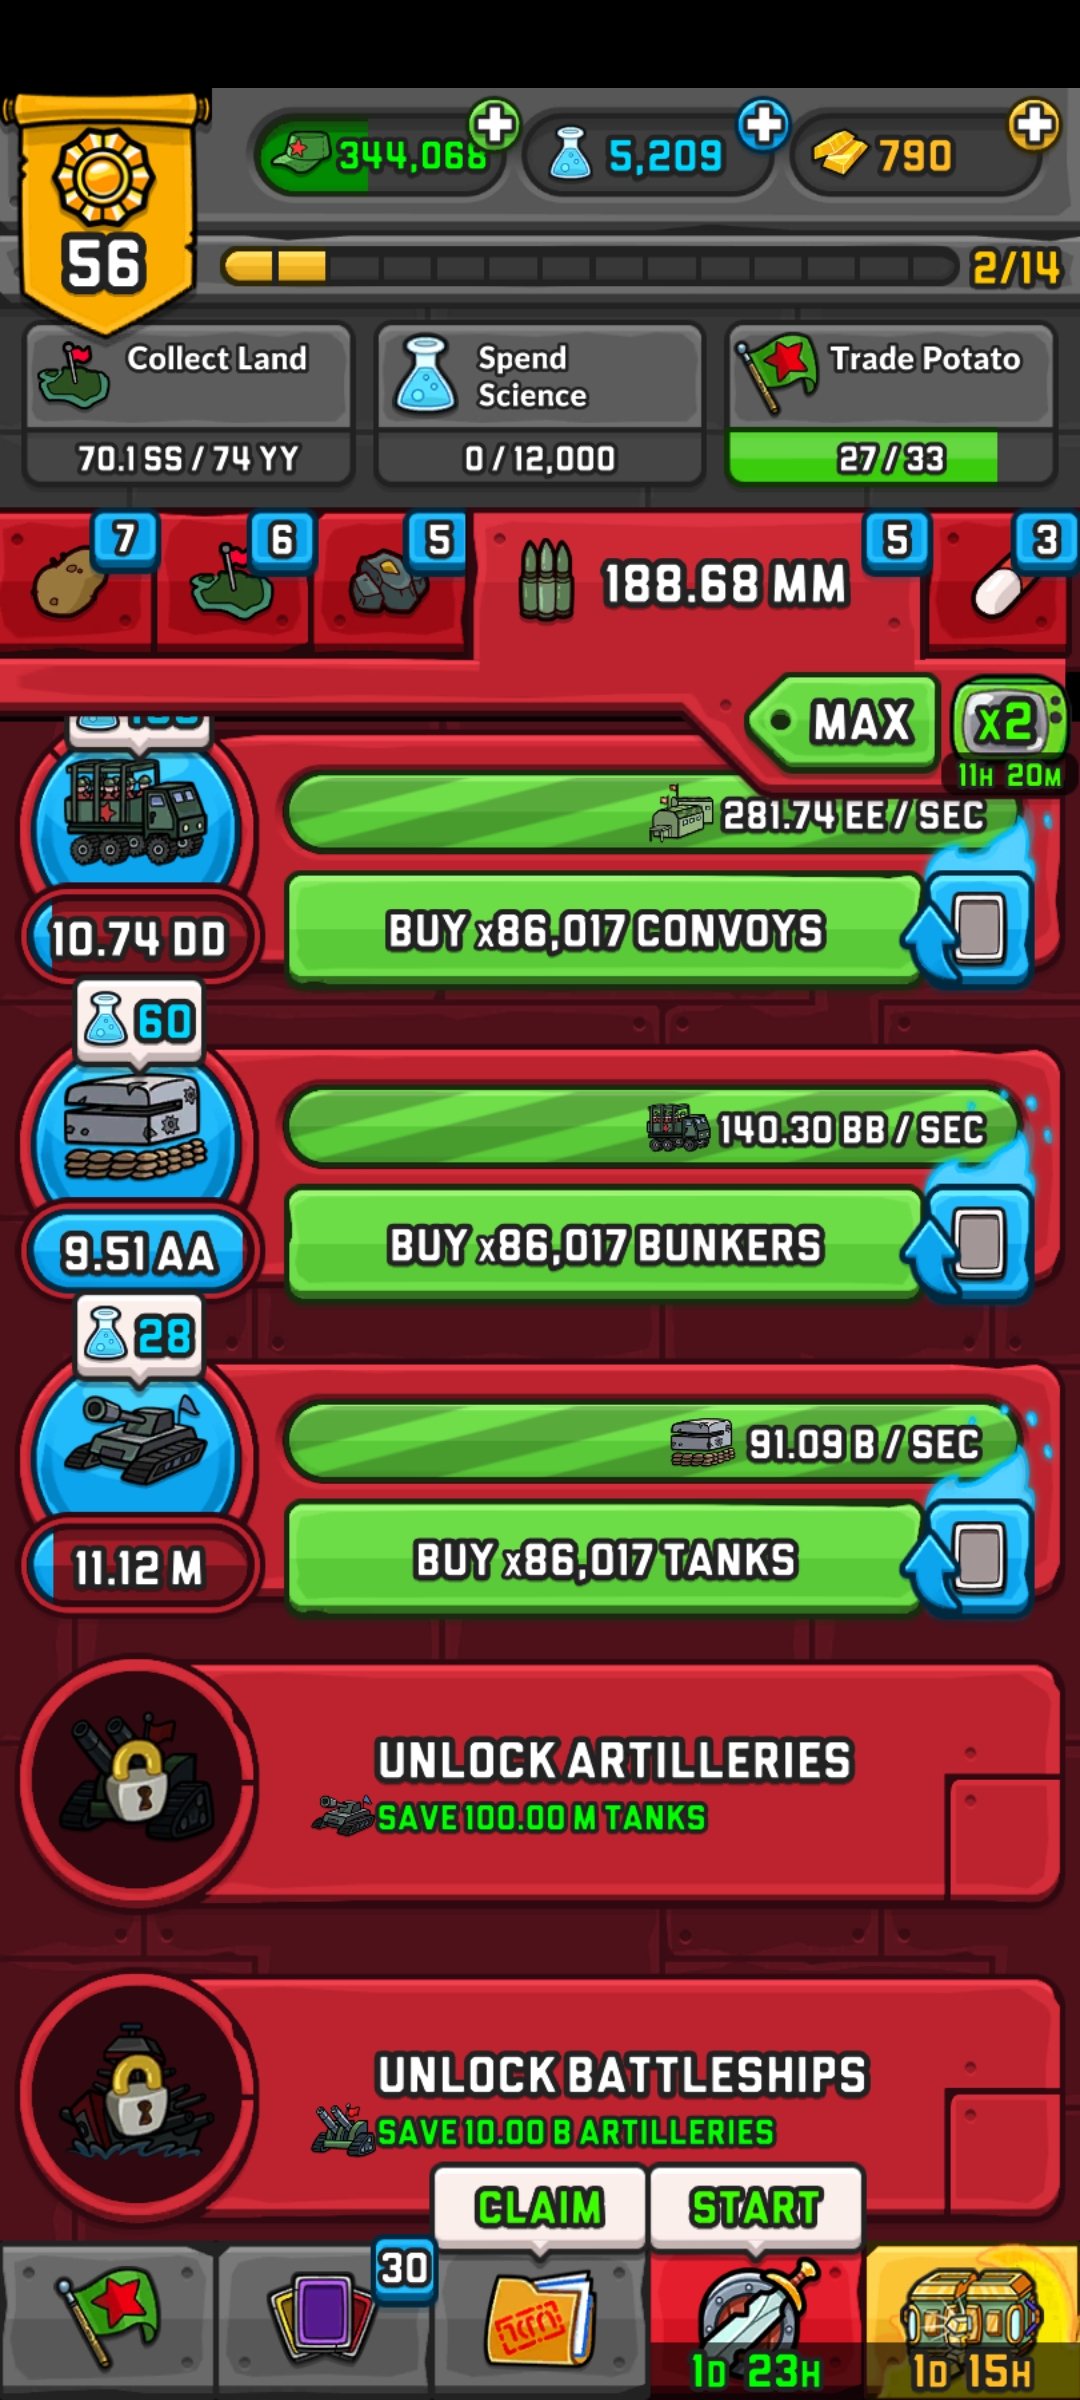 344,068
5,209
790
56
2/14
Collect Land
Spend
Science
Trade Potato
70.1 SS / 74 YY
0 / 12,000
27 / 33
7
6
5
188.68 MM
5
3
MAX
x2
11H 20M
281.74 EE / SEC
BUY x86,017 CONVOYS
10.74 DD
60
140.30 BB / SEC
BUY x86,017 BUNKERS
9.51 AA
28
91.09 B / SEC
BUY x86,017 TANKS
11.12 M
UNLOCK ARTILLERIES
SAVE 100.00 M TANKS
UNLOCK BATTLESHIPS
SAVE 10.00 B ARTILLERIES
CLAIM
START
30
1D 23H
1D 15H